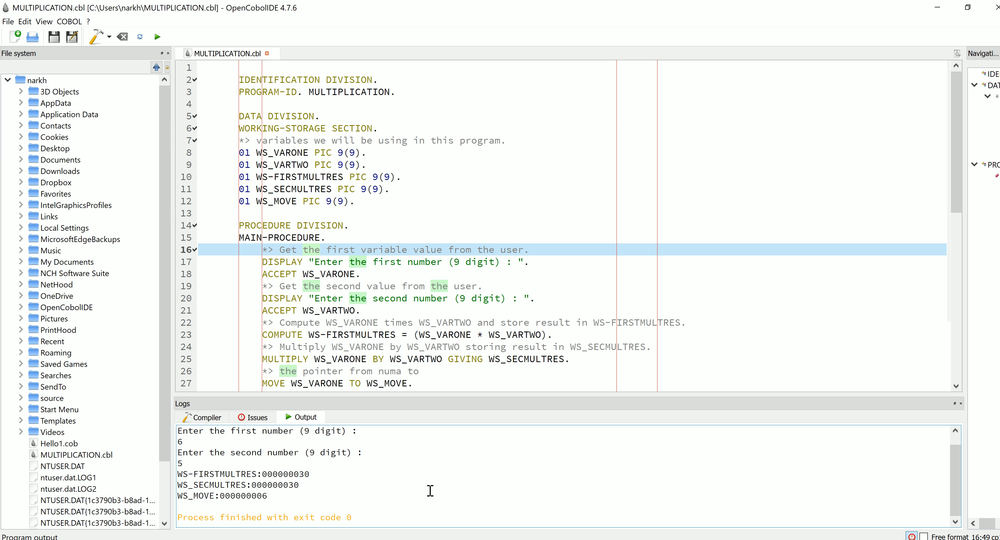 MULTIPLICATION.cbl [C:\Users\narkh\MULTIPLICATION.cbl] - OpenCobolIDE 4.7.6
File Edit View COBOL ?
File system
narkh
3D Objects
AppData
Application Data
Contacts
Cookies
Desktop
Documents
Downloads
Dropbox
Favorites
IntelGraphicsProfiles
Links
Local Settings
MicrosoftEdgeBackups
Music
My Documents
NCH Software Suite
NetHood
OneDrive
OpenCobolIDE
Pictures
PrintHood
Recent
Roaming
Saved Games
Searches
SendTo
source
Start Menu
Templates
Videos
Hello1.cob
MULTIPLICATION.cbl
NTUSER.DAT
ntuser.dat.LOG1
ntuser.dat.LOG2
NTUSER.DAT{1c3790b3-b8ad-1...
NTUSER.DAT{1c3790b3-b8ad-1...
NTUSER.DAT{1c3790b3-b8ad-1...
MULTIPLICATION.cbl
1
2 IDENTIFICATION DIVISION.
3 PROGRAM-ID. MULTIPLICATION.
4
5 DATA DIVISION.
6 WORKING-STORAGE SECTION.
7 *> variables we will be using in this program.
8 01 WS_VARONE PIC 9(9).
9 01 WS_VARTWO PIC 9(9).
10 01 WS-FIRSTMULTRES PIC 9(9).
11 01 WS_SECMULTRES PIC 9(9).
12 01 WS_MOVE PIC 9(9).
13
14 PROCEDURE DIVISION.
15 MAIN-PROCEDURE.
16 *> Get the first variable value from the user.
17 DISPLAY "Enter the first number (9 digit) : ".
18 ACCEPT WS_VARONE.
19 *> Get the second value from the user.
20 DISPLAY "Enter the second number (9 digit) : ".
21 ACCEPT WS_VARTWO.
22 *> Compute WS_VARONE times WS_VARTWO and store result in WS-FIRSTMULTRES.
23 COMPUTE WS-FIRSTMULTRES = (WS_VARONE * WS_VARTWO).
24 *> Multiply WS_VARONE by WS_VARTWO storing result in WS_SECMULTRES.
25 MULTIPLY WS_VARONE BY WS_VARTWO GIVING WS_SECMULTRES.
26 *> the pointer from numa to
27 MOVE WS_VARONE TO WS_MOVE.
Navigati...
IDE
DAT
PRO
Logs
Compiler Issues Output
Enter the first number (9 digit) :
6
Enter the second number (9 digit) :
5
WS-FIRSTMULTRES:000000030
WS_SECMULTRES:000000030
WS_MOVE:000000006
Process finished with exit code 0
Program output
Free format 16:49 cp